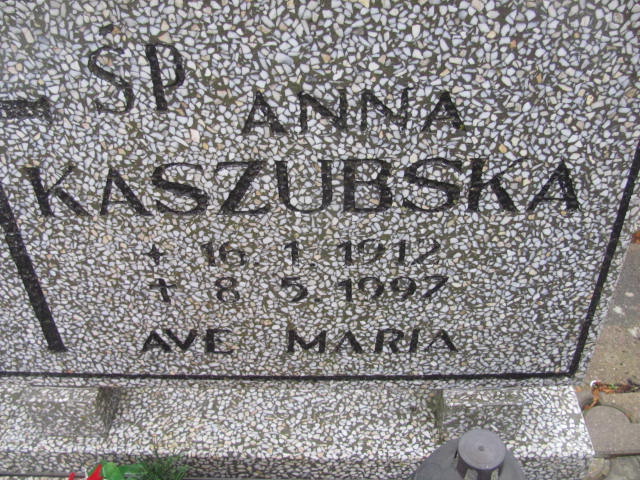 ŚP ANNA
KASZUBSKA
* 16. 1. 1912
† 8. 5. 1997
AVE MARIA